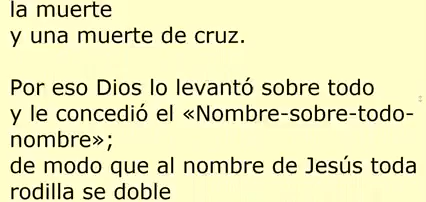 la muerte
y una muerte de cruz.
Por eso Dios lo levantó sobre todo
y le concedió el «Nombre-sobre-todo-
nombre»;
de modo que al nombre de Jesús toda
rodilla se doble